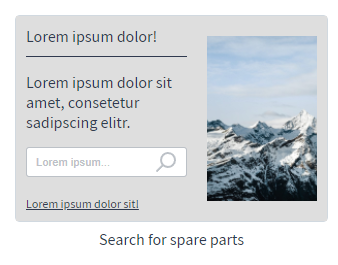 Lorem ipsum dolor!
Lorem ipsum dolor sit
amet, consetetur
sadipscing elitr.
Lorem ipsum...
Lorem ipsum dolor sit!
Search for spare parts